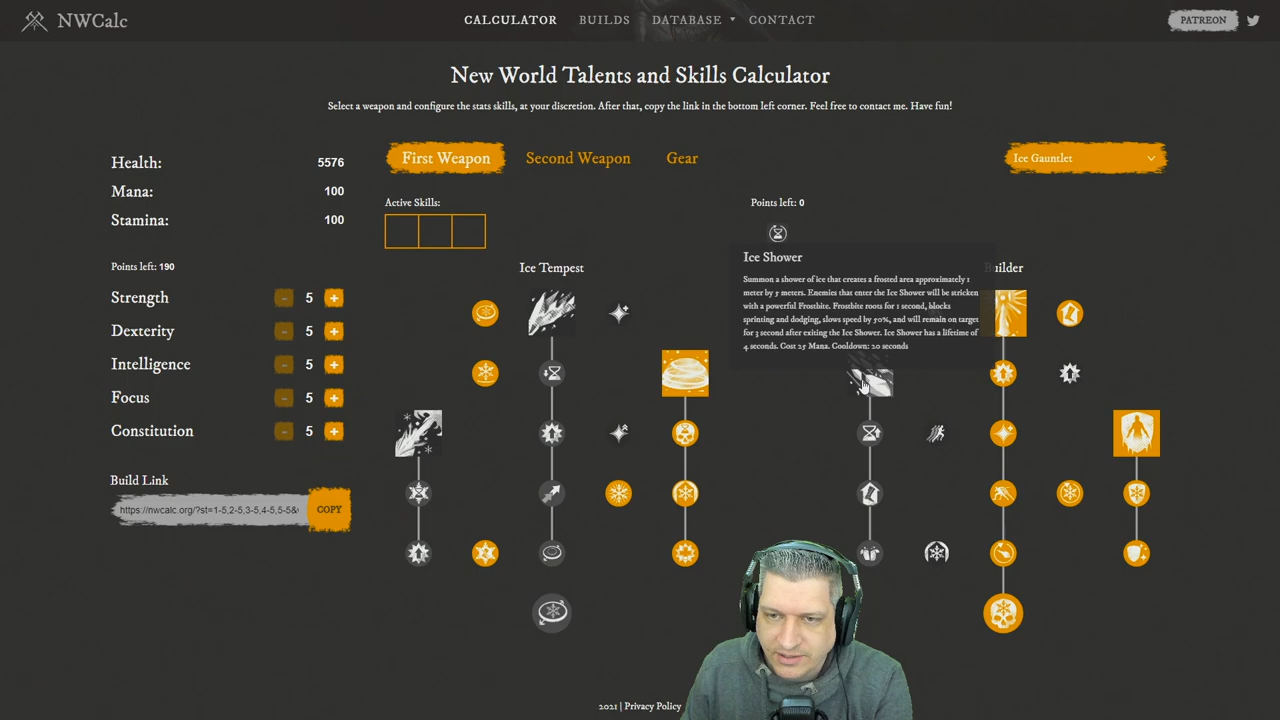 NWCalc
CALCULATOR
BUILDS
DATABASE
CONTACT
PATREON
New World Talents and Skills Calculator
Select a weapon and configure the stats skills, at your discretion. After that, copy the link in the bottom left corner. Feel free to contact me. Have fun!
Health: 5576
Mana: 100
Stamina: 100
Points left: 190
Strength - 5 +
Dexterity - 5 +
Intelligence - 5 +
Focus - 5 +
Constitution - 5 +
Build Link
https://nwcalc.org/?st=1-5,2-5,3-5,4-5,5-5&
COPY
First Weapon
Second Weapon
Gear
Ice Gauntlet
Active Skills:
Points left: 0
Ice Tempest
uilder
Ice Shower
Summon a shower of ice that creates a frosted area approximately 1
meter by 5 meters. Enemies that enter the Ice Shower will be stricken
with a powerful Frostbite. Frostbite roots for 1 second, blocks
sprinting and dodging, slows speed by 50%, and will remain on target
for 3 second after exiting the Ice Shower. Ice Shower has a lifetime of
4 seconds. Cost 25 Mana. Cooldown: 20 seconds
2021 | Privacy Policy